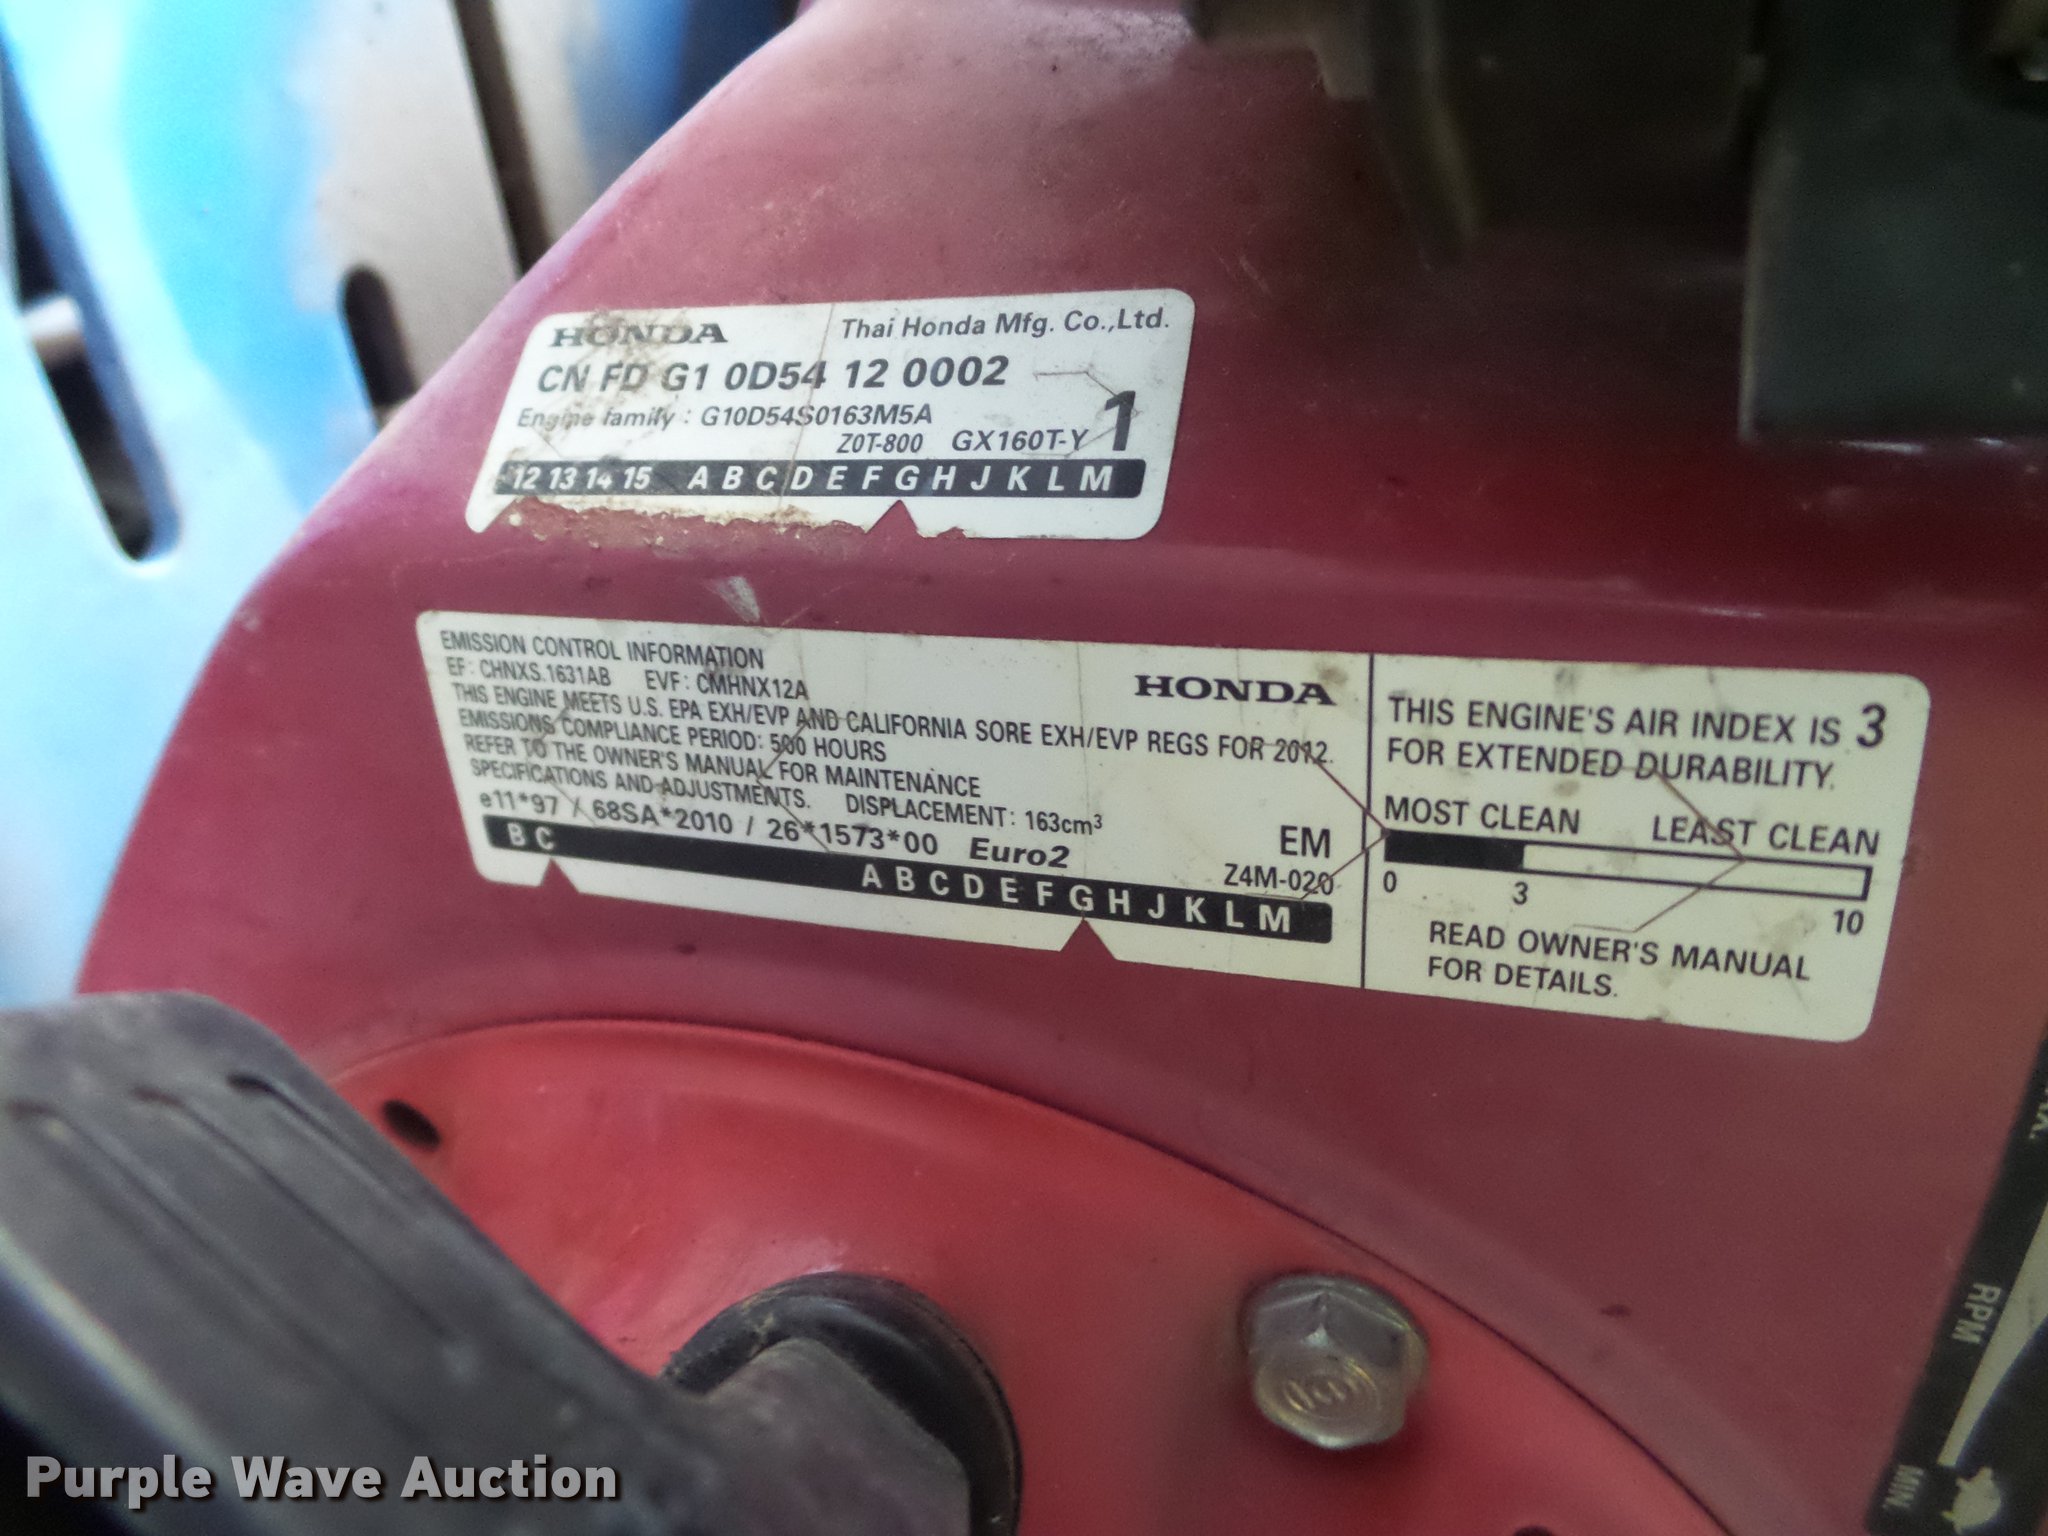 HONDA Thai Honda Mfg. Co.,Ltd.
CN FD G1 0D54 12 0002
Engine family : G10D54S0163M5A
Z0T-800 GX160T-Y 1
12 13 14 15 A B C D E F G H J K L M
EMISSION CONTROL INFORMATION
EF : CHNXS.1631AB EVF : CMHNX12A
HONDA
THIS ENGINE MEETS U.S. EPA EXH/EVP AND CALIFORNIA SORE EXH/EVP REGS FOR 2012.
EMISSIONS COMPLIANCE PERIOD: 500 HOURS
REFER TO THE OWNER'S MANUAL FOR MAINTENANCE
SPECIFICATIONS AND ADJUSTMENTS. DISPLACEMENT : 163cm³
e11*97 / 68SA*2010 / 26*1573*00 Euro2
EM
Z4M-020
B C A B C D E F G H J K L M
THIS ENGINE'S AIR INDEX IS 3
FOR EXTENDED DURABILITY.
MOST CLEAN LEAST CLEAN
0 3 10
READ OWNER'S MANUAL
FOR DETAILS.
RPM
MIN.
Purple Wave Auction